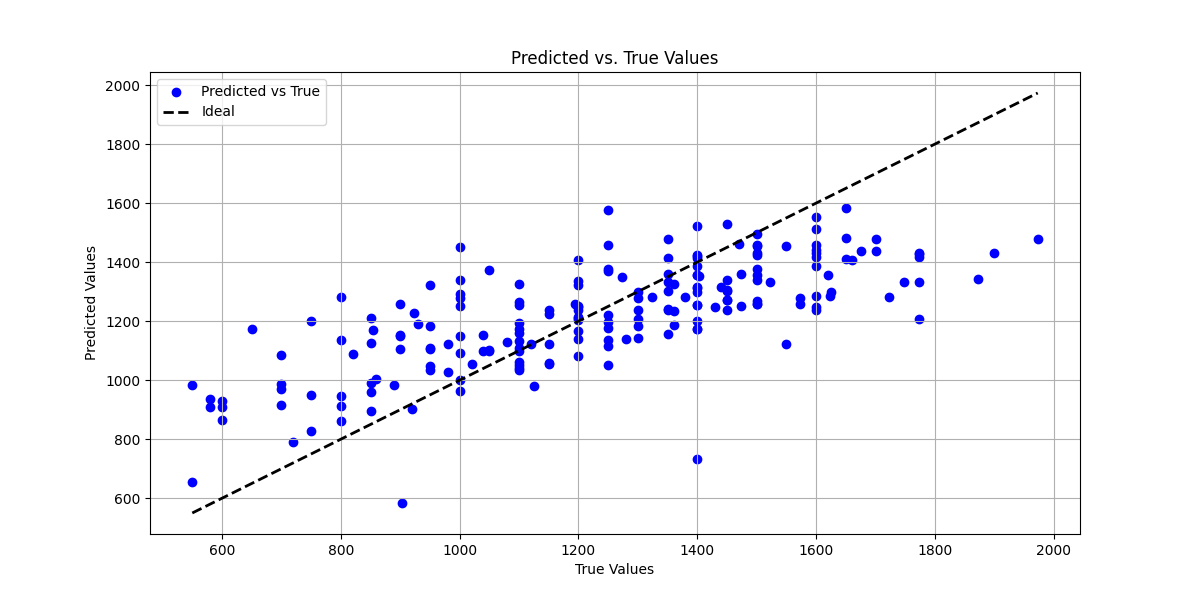 Predicted vs. True Values
Predicted vs True
Ideal
Predicted Values
2000
1800
1600
1400
1200
1000
800
600
600 800 1000 1200 1400 1600 1800 2000
True Values